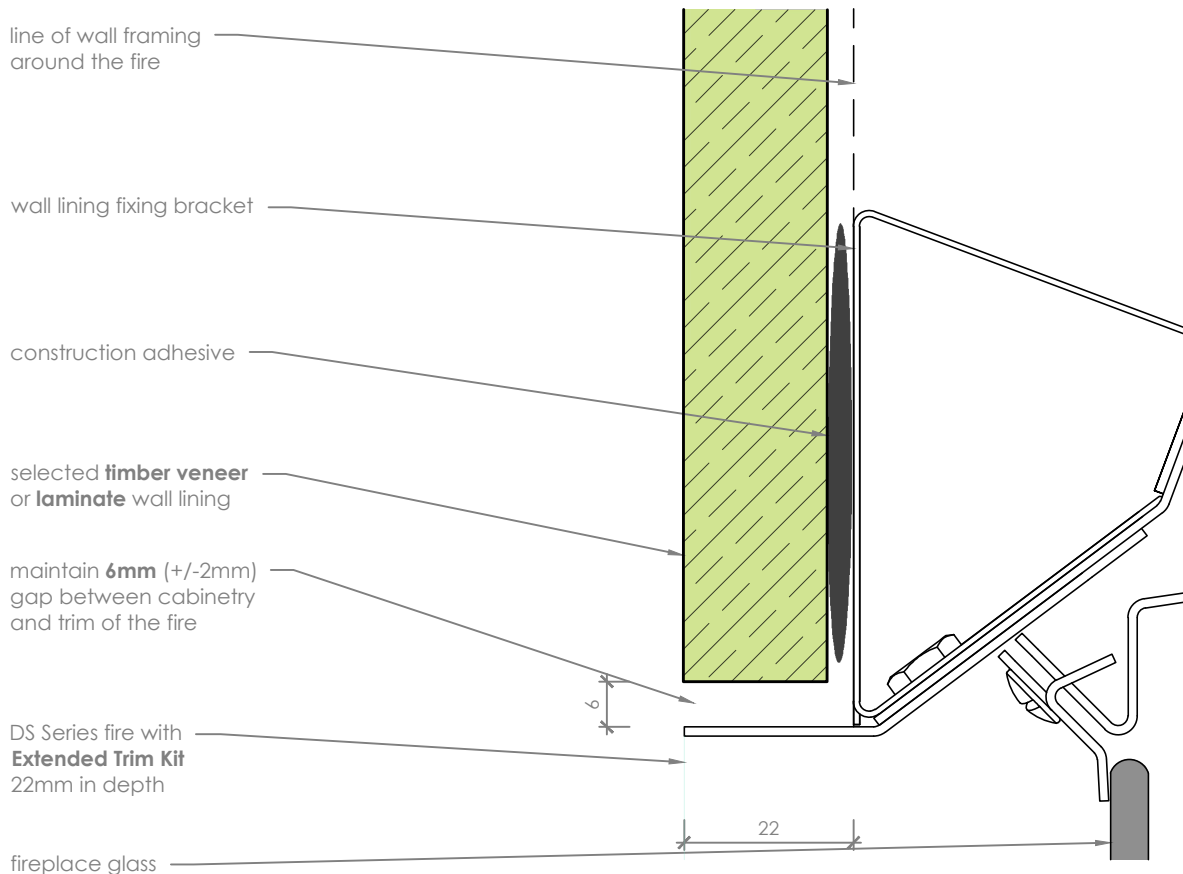 line of wall framing
around the fire
wall lining fixing bracket
construction adhesive
selected timber veneer
or laminate wall lining
maintain 6mm (+/-2mm)
gap between cabinetry
and trim of the fire
6
DS Series fire with
Extended Trim Kit
22mm in depth
22
fireplace glass